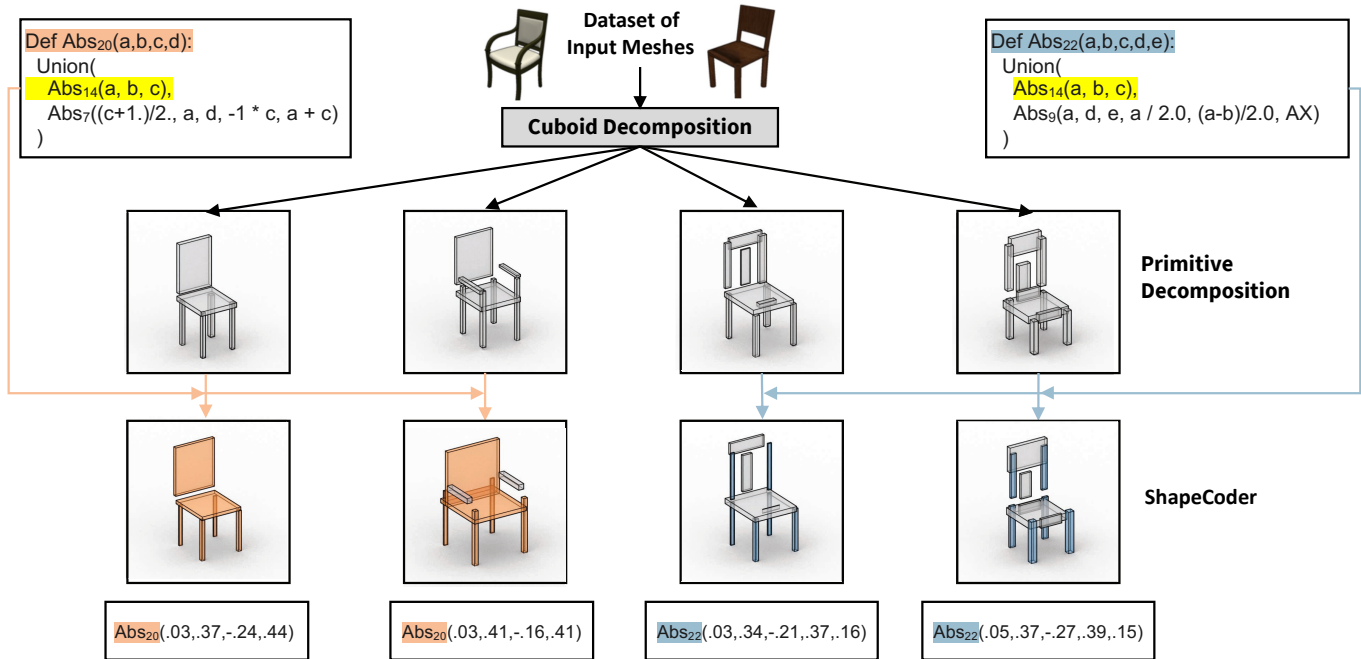 Def Abs₂₀(a,b,c,d):
Union(
Abs₁₄(a, b, c),
Abs₇((c+1.)/2., a, d, -1 * c, a + c)
)
Dataset of
Input Meshes
Cuboid Decomposition
Def Abs₂₂(a,b,c,d,e):
Union(
Abs₁₄(a, b, c),
Abs₉(a, d, e, a / 2.0, (a-b)/2.0, AX)
)
Primitive
Decomposition
ShapeCoder
Abs₂₀(.03,.37,-.24,.44)
Abs₂₀(.03,.41,-.16,.41)
Abs₂₂(.03,.34,-.21,.37,.16)
Abs₂₂(.05,.37,-.27,.39,.15)